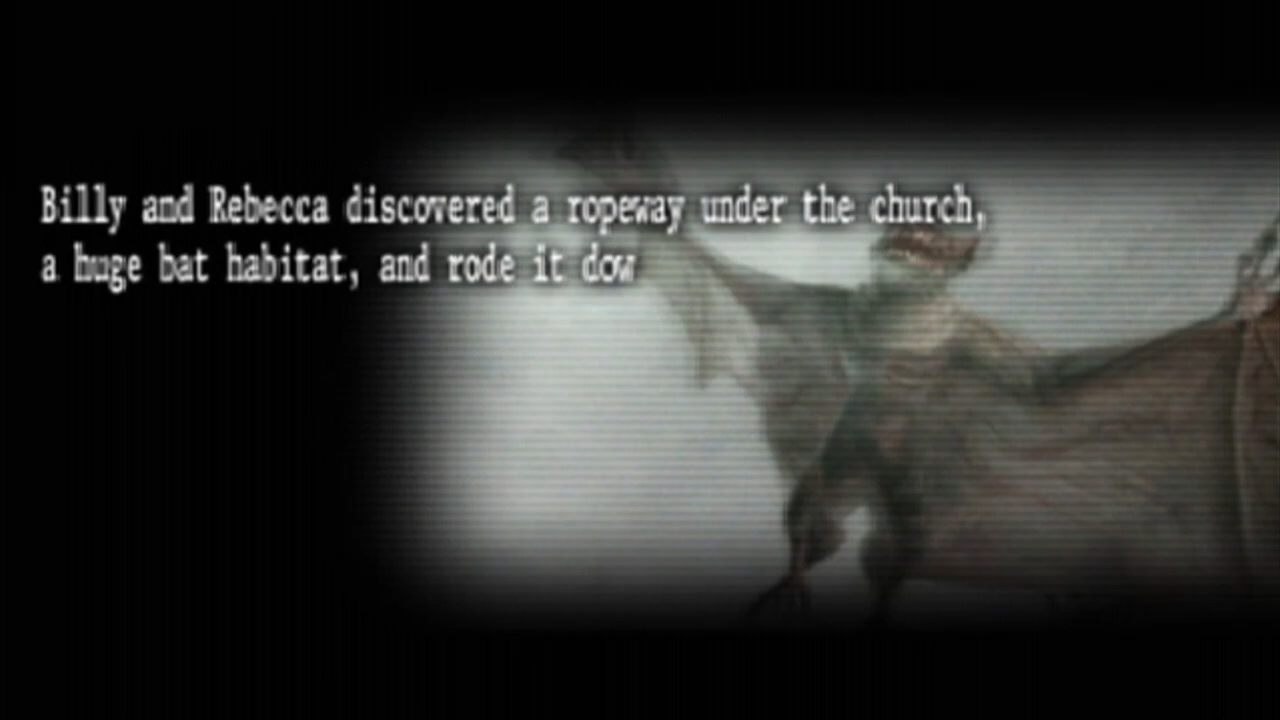 Billy and Rebecca discovered a ropeway under the church,
a huge bat habitat, and rode it dow